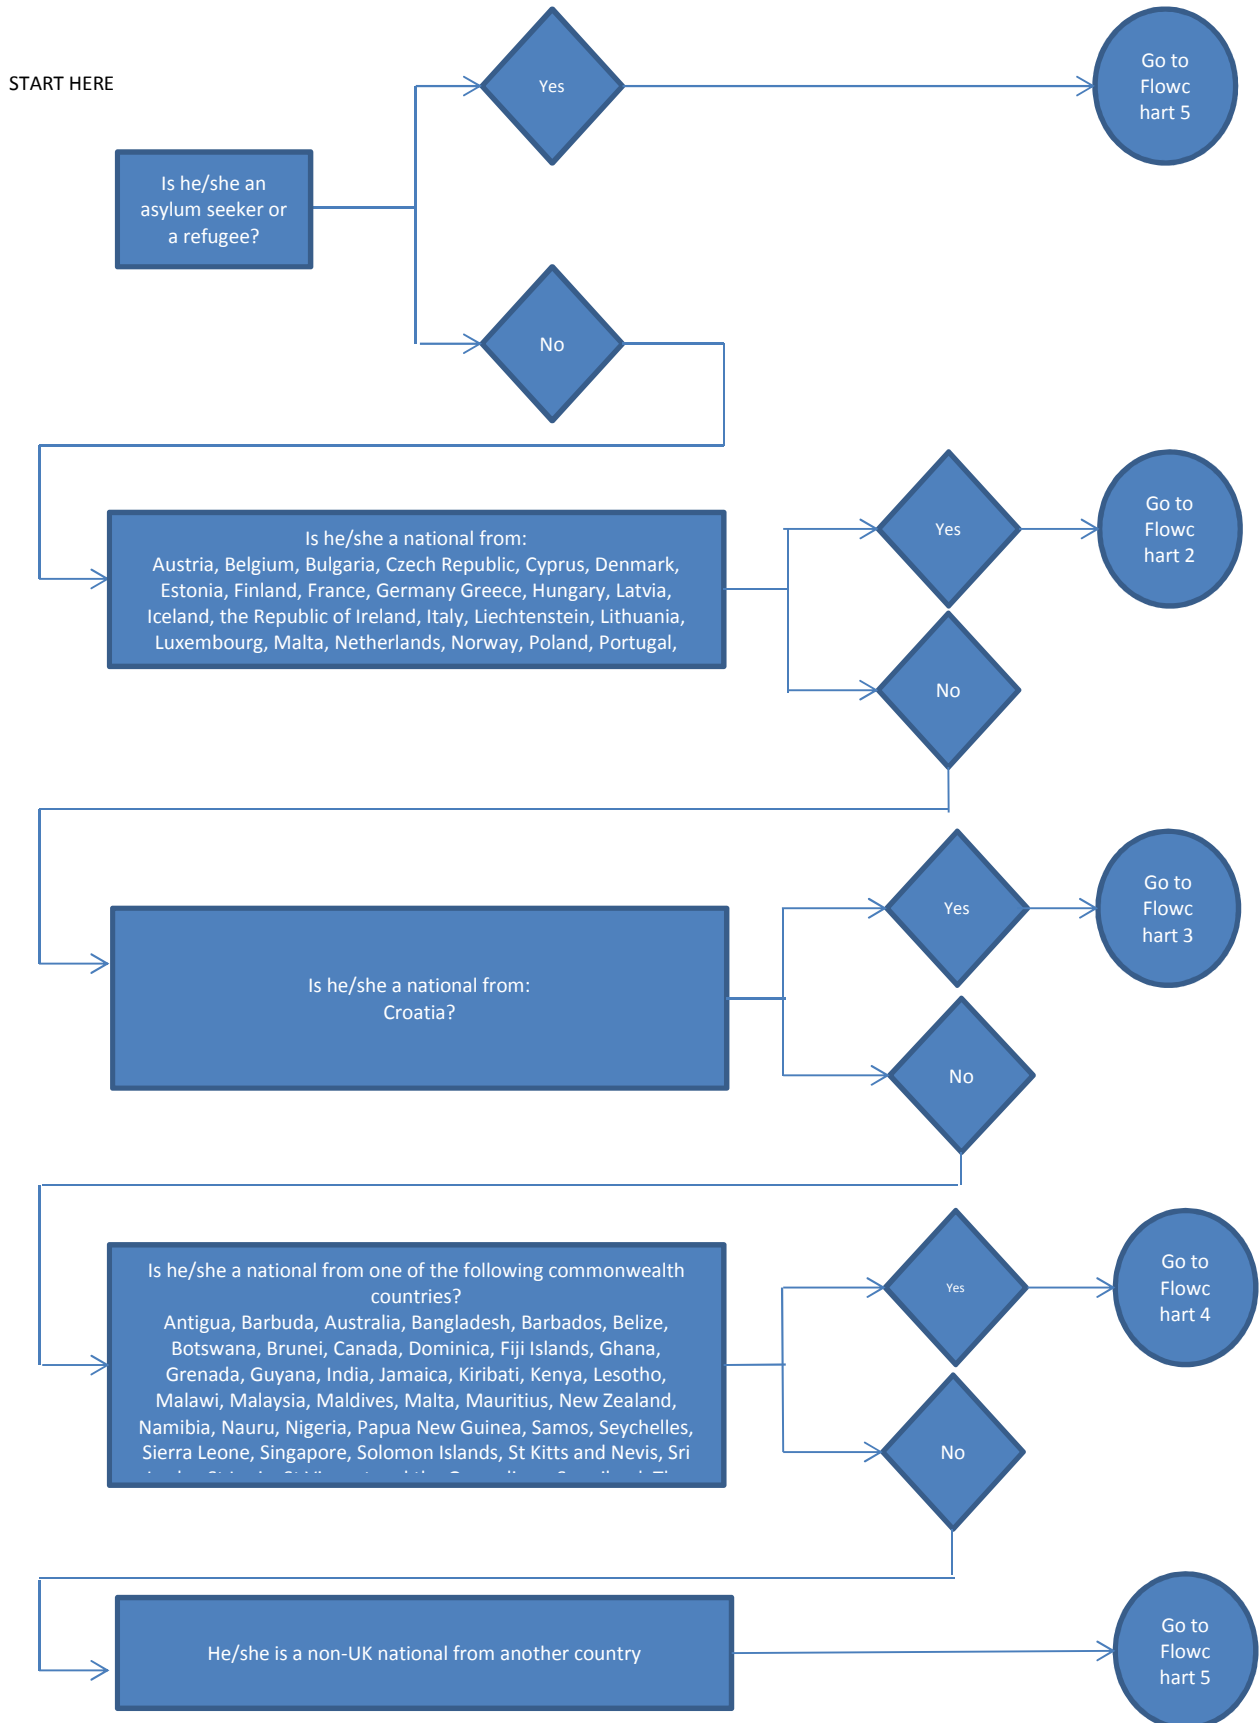 START HERE
Yes
Go to
Flowc
hart 5
Is he/she an
asylum seeker or
a refugee?
No
Is he/she a national from:
Austria, Belgium, Bulgaria, Czech Republic, Cyprus, Denmark,
Estonia, Finland, France, Germany Greece, Hungary, Latvia,
Iceland, the Republic of Ireland, Italy, Liechtenstein, Lithuania,
Luxembourg, Malta, Netherlands, Norway, Poland, Portugal,
Yes
Go to
Flowc
hart 2
No
Is he/she a national from:
Croatia?
Yes
Go to
Flowc
hart 3
No
Is he/she a national from one of the following commonwealth
countries?
Antigua, Barbuda, Australia, Bangladesh, Barbados, Belize,
Botswana, Brunei, Canada, Dominica, Fiji Islands, Ghana,
Grenada, Guyana, India, Jamaica, Kiribati, Kenya, Lesotho,
Malawi, Malaysia, Maldives, Malta, Mauritius, New Zealand,
Namibia, Nauru, Nigeria, Papua New Guinea, Samos, Seychelles,
Sierra Leone, Singapore, Solomon Islands, St Kitts and Nevis, Sri
Yes
Go to
Flowc
hart 4
No
He/she is a non-UK national from another country
Go to
Flowc
hart 5